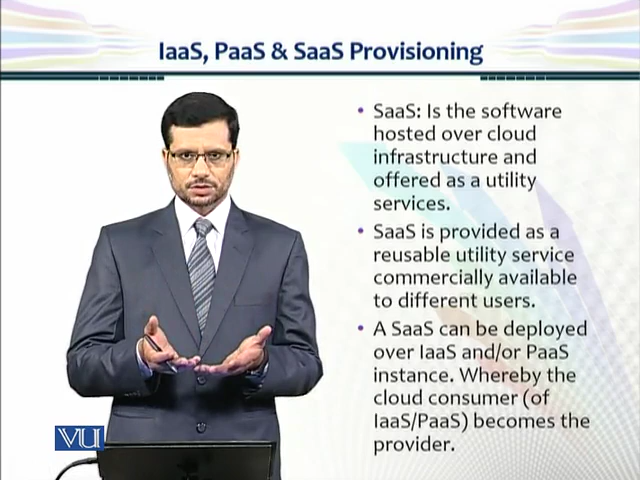 IaaS, PaaS & SaaS Provisioning
• SaaS: Is the software
hosted over cloud
infrastructure and
offered as a utility
services.
• SaaS is provided as a
reusable utility service
commercially available
to different users.
• A SaaS can be deployed
over IaaS and/or PaaS
instance. Whereby the
cloud consumer (of
IaaS/PaaS) becomes the
provider.
VU